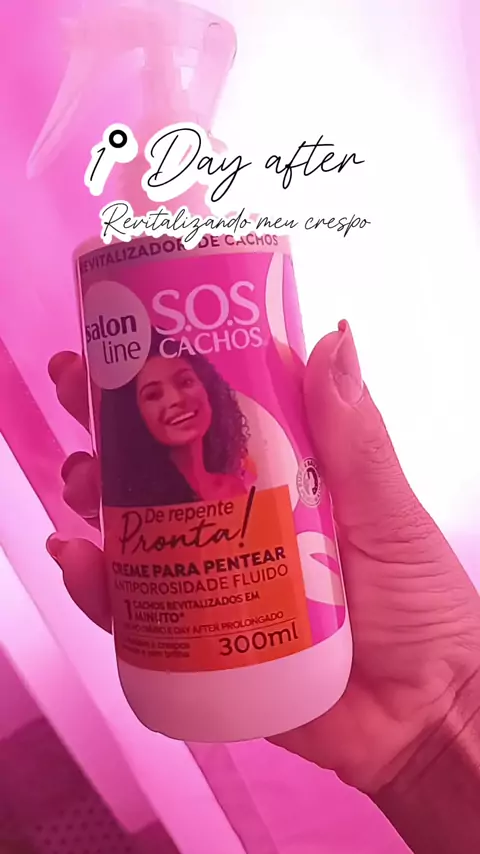 1° Day after
Revitalizando meu crespo
REVITALIZADOR DE CACHOS
salon
line
S.O.S
CACHOS
De repente
Pronta!
CREME PARA PENTEAR
ANTIPOROSIDADE FLUIDO
1 CACHOS REVITALIZADOS EM
MINUTO*
DAY AFTER PROLONGADO
300ml